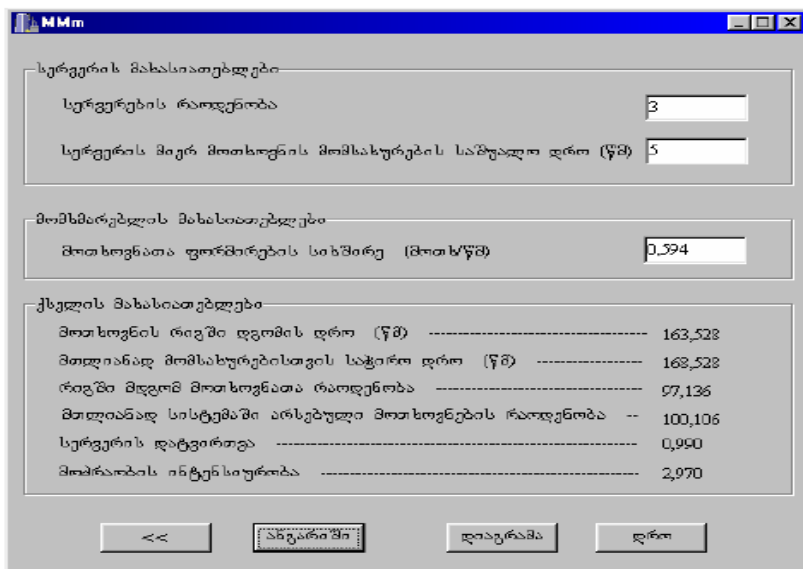 MMm
სერვერის მახასიათებლები
სერვერების რაოდენობა
3
სერვერის მიერ მოთხოვნის მომსახურების საშუალო დრო (წმ)
5
მომხმარებლის მახასიათებლები
მოთხოვნათა ფორმირების სიხშირე (მოთხ/წმ)
0,594
ქსელის მახასიათებლები
მოთხოვნის რიგში დგომის დრო (წმ) 163,528
მთლიანად მომსახურებისთვის საჭირო დრო (წმ) 168,528
რიგში მდგომ მოთხოვნათა რაოდენობა 97,136
მთლიანად სისტემაში არსებული მოთხოვნების რაოდენობა 100,106
სერვერის დატვირთვა 0,990
მოძრაობის ინტენსიურობა 2,970
<< ანგარიში დიაგრამა დრო